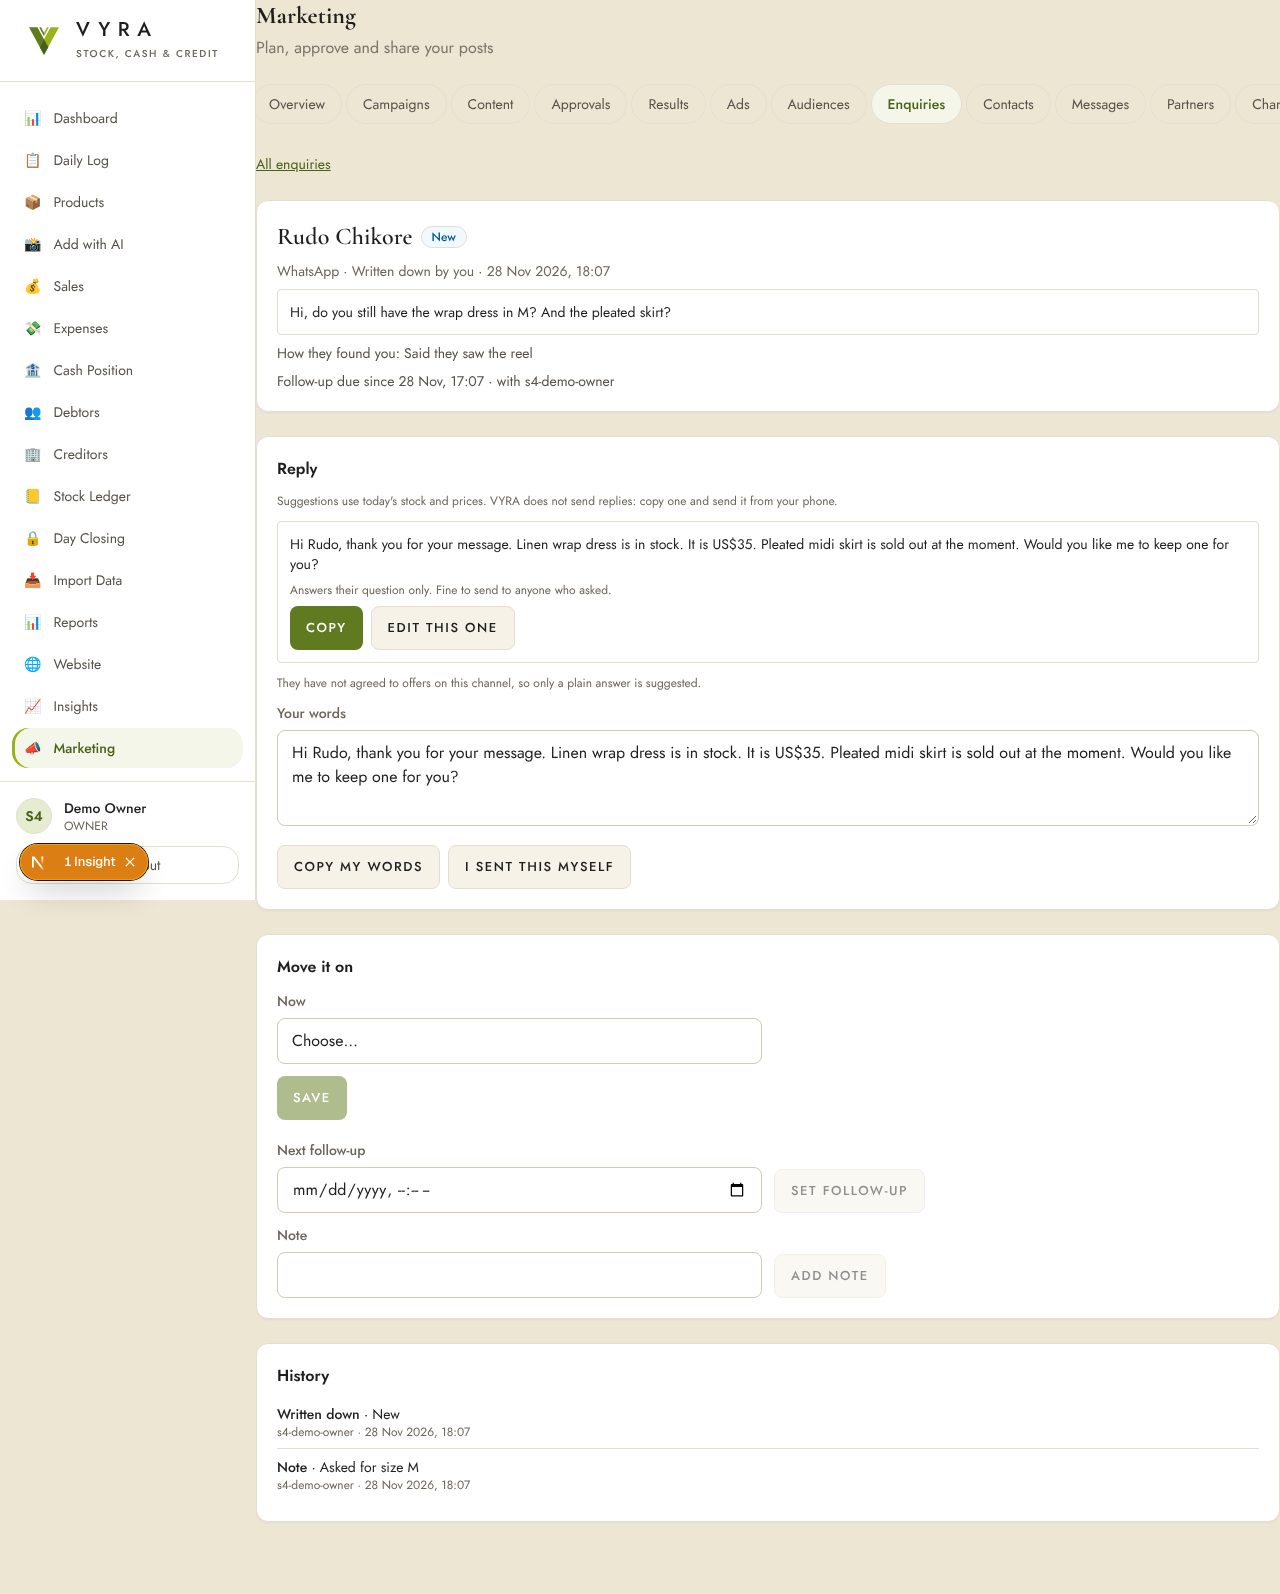 VYRA
STOCK, CASH & CREDIT
Dashboard
Daily Log
Products
Add with AI
Sales
Expenses
Cash Position
Debtors
Creditors
Stock Ledger
Day Closing
Import Data
Reports
Website
Insights
Marketing
S4
Demo Owner
OWNER
1 Insight
Marketing
Plan, approve and share your posts
Overview
Campaigns
Content
Approvals
Results
Ads
Audiences
Enquiries
Contacts
Messages
Partners
All enquiries
Rudo Chikore
New
WhatsApp · Written down by you · 28 Nov 2026, 18:07
Hi, do you still have the wrap dress in M? And the pleated skirt?
How they found you: Said they saw the reel
Follow-up due since 28 Nov, 17:07 · with s4-demo-owner
Reply
Suggestions use today's stock and prices. VYRA does not send replies: copy one and send it from your phone.
Hi Rudo, thank you for your message. Linen wrap dress is in stock. It is US$35. Pleated midi skirt is sold out at the moment. Would you like me to keep one for
you?
Answers their question only. Fine to send to anyone who asked.
COPY
EDIT THIS ONE
They have not agreed to offers on this channel, so only a plain answer is suggested.
Your words
Hi Rudo, thank you for your message. Linen wrap dress is in stock. It is US$35. Pleated midi skirt is sold out at the moment. Would you like
me to keep one for you?
COPY MY WORDS
I SENT THIS MYSELF
Move it on
Now
Choose...
SAVE
Next follow-up
mm/dd/yyyy, --:-- --
SET FOLLOW-UP
Note
ADD NOTE
History
Written down · New
s4-demo-owner · 28 Nov 2026, 18:07
Note · Asked for size M
s4-demo-owner · 28 Nov 2026, 18:07